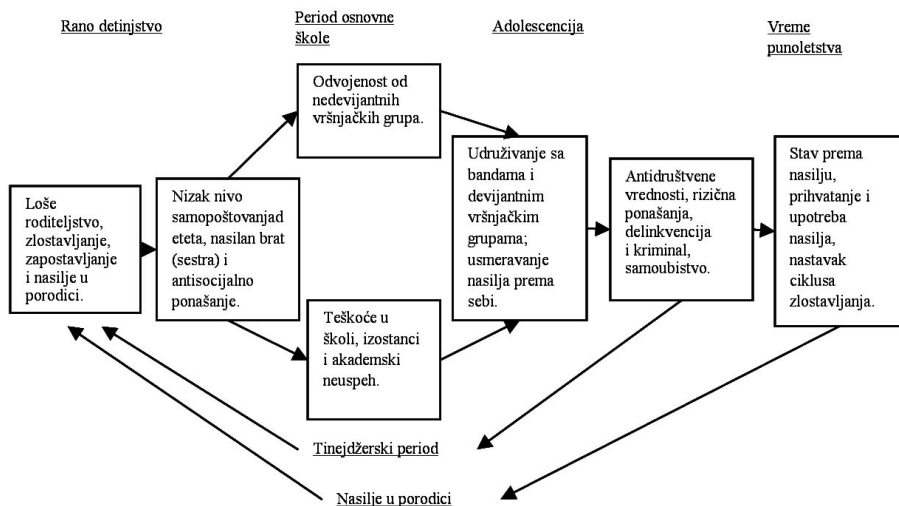 Rano detinjstvo
Period osnovne
škole
Adolescencija
Vreme
punoletstva
Odvojenost od
nedevijantnih
vršnjačkih grupa.
Loše
roditeljstvo,
zlostavljanje,
zapostavljanje
i nasilje u
porodici.
Nizak nivo
samopoštovanjad
eteta, nasilan brat
(sestra) i
antisocijalno
ponašanje.
Teškoće u
školi, izostanci
i akademski
neuspeh.
Udruživanje sa
bandama i
devijantnim
vršnjačkim
grupama;
usmeravanje
nasilja prema
sebi.
Antidruštvene
vrednosti, rizična
ponašanja,
delinkvencija
i kriminal,
samoubistvo.
Stav prema
nasilju,
prihvatanje i
upotreba
nasilja,
nastavak
ciklusa
zlostavljanja.
Tinejdžerski period
Nasilje u porodici